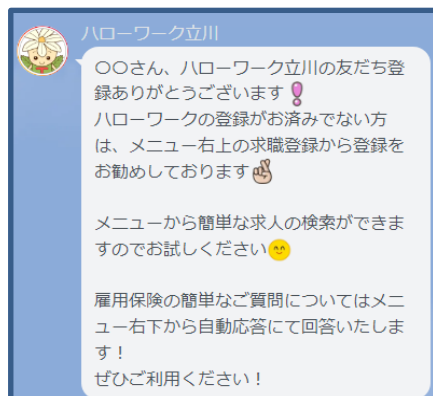 ハローワーク立川
〇〇さん、ハローワーク立川の友だち登
録ありがとうございます❗
ハローワークの登録がお済みでない方
は、メニュー右上の求職登録から登録を
お勧めしております🤞
メニューから簡単な求人の検索ができま
すのでお試しください😊
雇用保険の簡単なご質問についてはメニ
ュー右下から自動応答にて回答いたしま
す！
ぜひご利用ください！